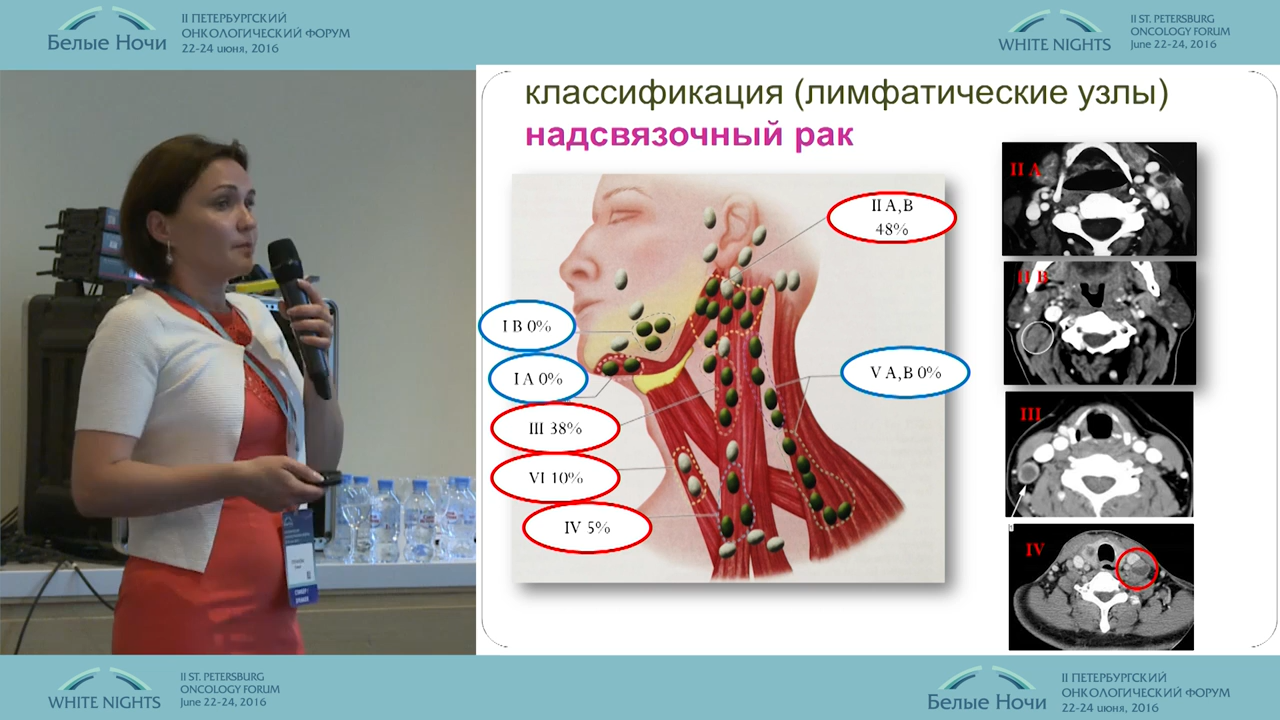 II ПЕТЕРБУРГСКИЙ
ОНКОЛОГИЧЕСКИЙ ФОРУМ
22-24 июня, 2016
Белые Ночи
II ST. PETERSBURG
ONCOLOGY FORUM
June 22-24, 2016
WHITE NIGHTS
классификация (лимфатические узлы)
надсвязочный рак
II A,B
48%
I B 0%
I A 0%
III 38%
VI 10%
IV 5%
V A,B 0%
II A
II B
III
IV
WHITE NIGHTS
II ST. PETERSBURG
ONCOLOGY FORUM
June 22-24, 2016
Белые Ночи
II ПЕТЕРБУРГСКИЙ
ОНКОЛОГИЧЕСКИЙ ФОРУМ
22-24 июня, 2016